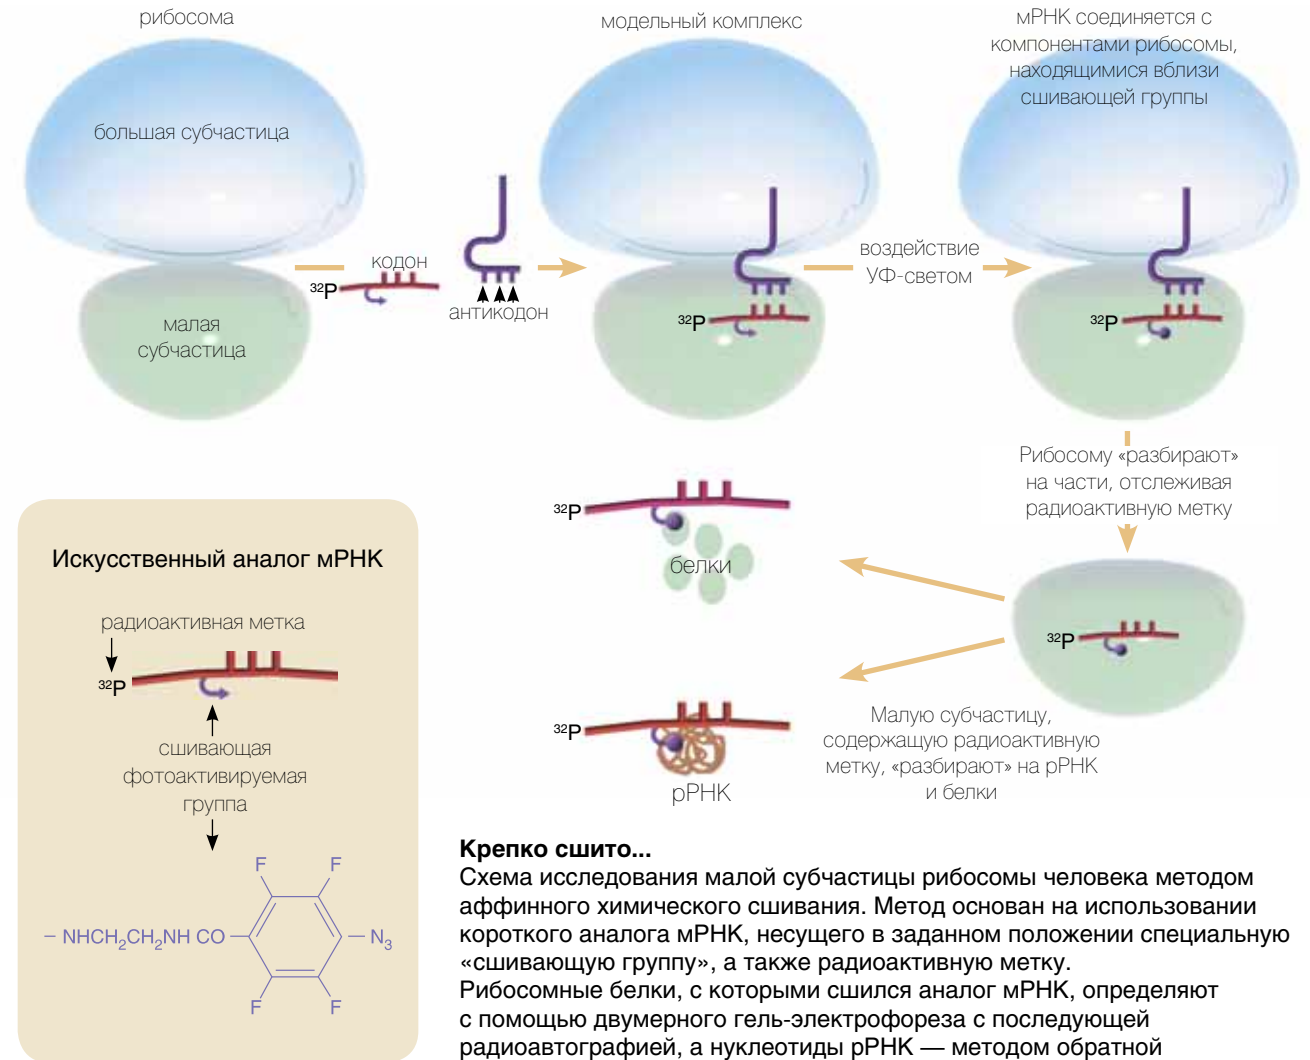 рибосома
большая субчастица
малая
субчастица
³²P
кодон
антикодон
модельный комплекс
³²P
воздействие
УФ-светом
мРНК соединяется с
компонентами рибосомы,
находящимися вблизи
сшивающей группы
³²P
Рибосому «разбирают»
на части, отслеживая
радиоактивную метку
³²P
Малую субчастицу,
содержащую радиоактивную
метку, «разбирают» на рРНК
и белки
³²P
белки
³²P
рРНК
Искусственный аналог мРНК
радиоактивная метка
³²P
сшивающая
фотоактивируемая
группа
F F
– NHCH₂CH₂NH CO – N₃
F F
Крепко сшито...
Схема исследования малой субчастицы рибосомы человека методом
аффинного химического сшивания. Метод основан на использовании
короткого аналога мРНК, несущего в заданном положении специальную
«сшивающую группу», а также радиоактивную метку.
Рибосомные белки, с которыми сшился аналог мРНК, определяют
с помощью двумерного гель-электрофореза с последующей
радиоавтографией, а нуклеотиды рРНК — методом обратной